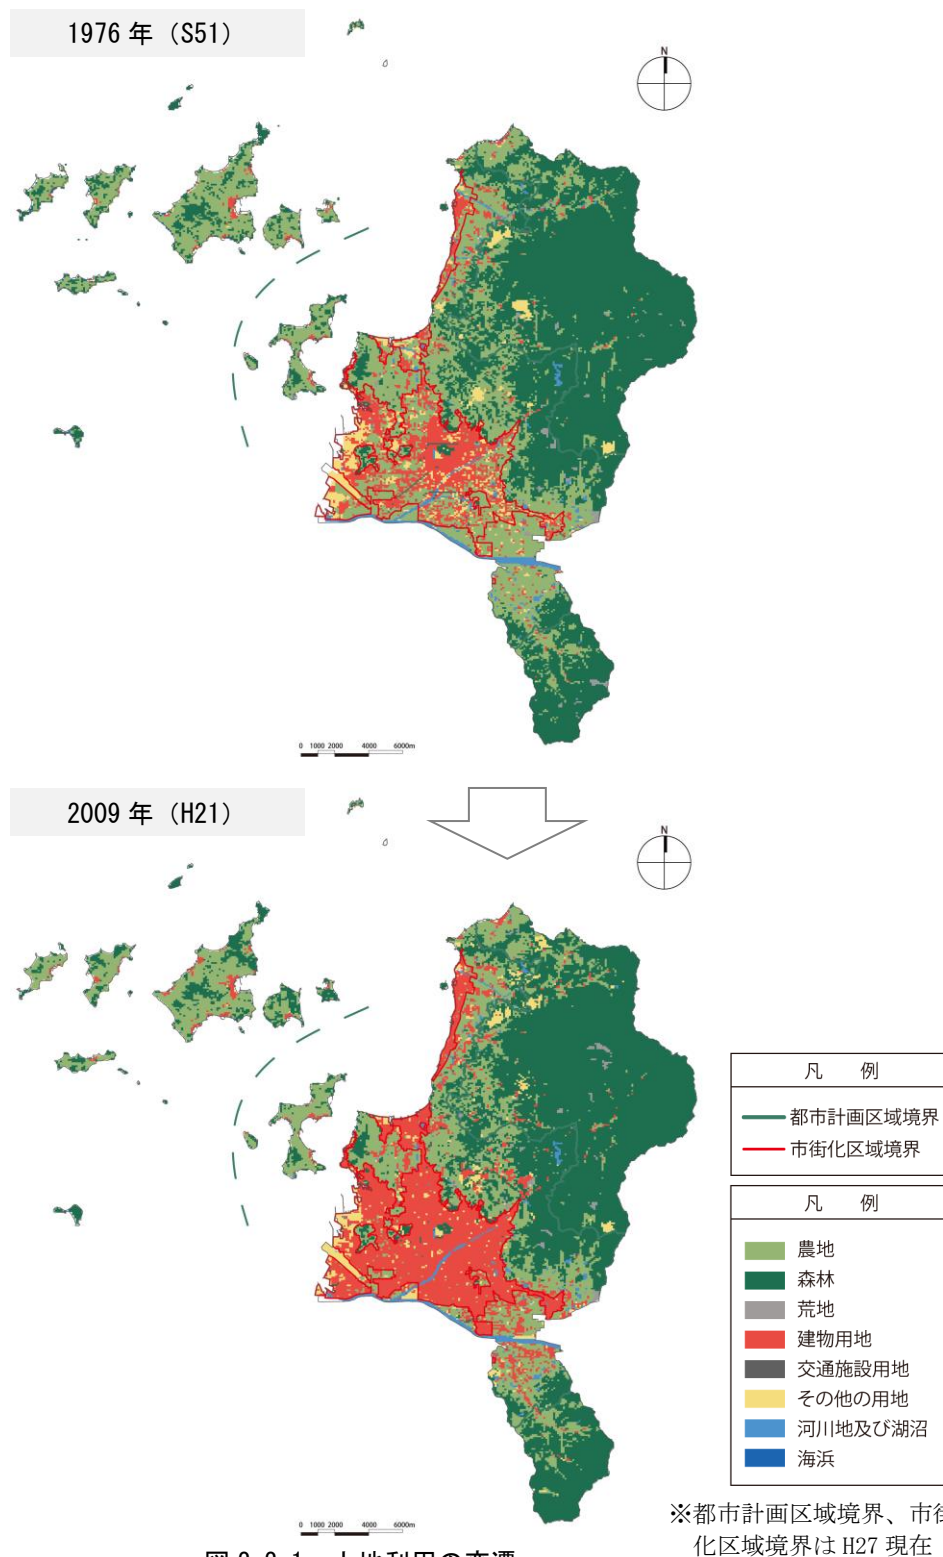 1976 年（S51）
N
0 1000 2000 4000 6000m
2009 年（H21）
N
凡 例
都市計画区域境界
市街化区域境界
凡 例
農地
森林
荒地
建物用地
交通施設用地
その他の用地
河川地及び湖沼
海浜
0 1000 2000 4000 6000m
※都市計画区域境界、市街
化区域境界は H27 現在
土地利用の変遷